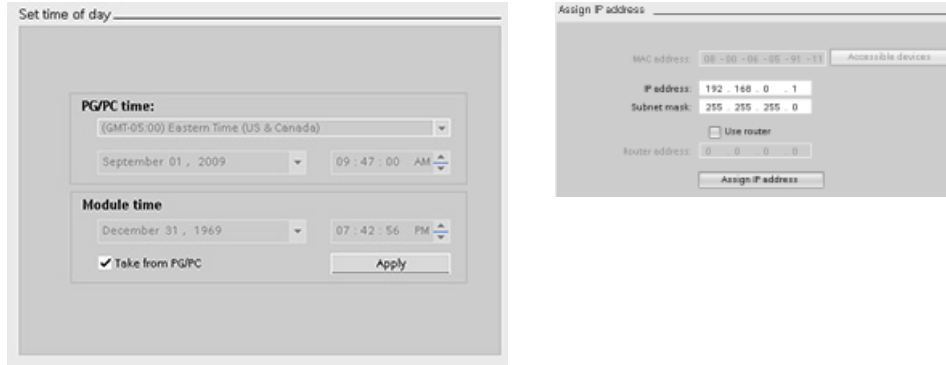 Set time of day
PG/PC time:
(GMT-05:00) Eastern Time (US & Canada)
September 01 , 2009
09 : 47 : 00 AM
Module time
December 31 , 1969
07 : 42 : 56 PM
Take from PG/PC
Apply
Assign IP address
MAC address: 08 - 00 - 06 - 05 - 91 - 11 Accessible devices
IP address: 192 . 168 . 0 . 1
Subnet mask: 255 . 255 . 255 . 0
Use router
Router address: 0 . 0 . 0 . 0
Assign IP address